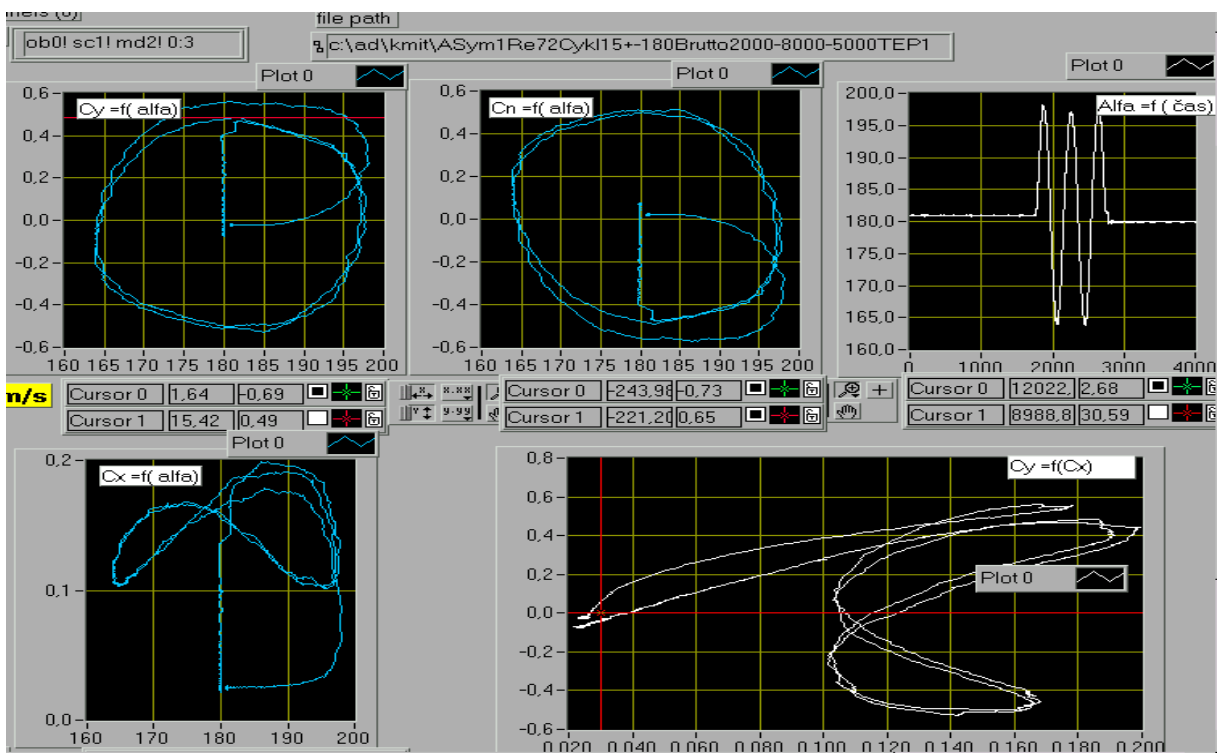 file path
ob0! sc1! md2! 0:3
c:\ad\kmit\ASym1Re72Cykl15+-180Brutto2000-8000-5000TEP1
Plot 0
Plot 0
Plot 0
Cy =f( alfa)
0,6
0,4
0,2
0,0
-0,2
-0,4
-0,6
160 165 170 175 180 185 190 195 200
Cn =f( alfa)
0,6
0,4
0,2
0,0
-0,2
-0,4
-0,6
160 165 170 175 180 185 190 195 200
Alfa =f ( čas)
200,0
195,0
190,0
185,0
180,0
175,0
170,0
165,0
160,0
0 1000 2000 3000 4000
m/s
Cursor 0 1,64 -0,69
Cursor 1 15,42 0,49
Cursor 0 -243,98 -0,73
Cursor 1 -221,20 0,65
Cursor 0 12022, 2,68
Cursor 1 8988,8 30,59
Plot 0
Cx =f( alfa)
0,2
0,1
0,0
160 170 180 190 200
Cy =f(Cx)
Plot 0
0,8
0,6
0,4
0,2
0,0
-0,2
-0,4
-0,6
0,020 0,040 0,060 0,080 0,100 0,120 0,140 0,160 0,180 0,200